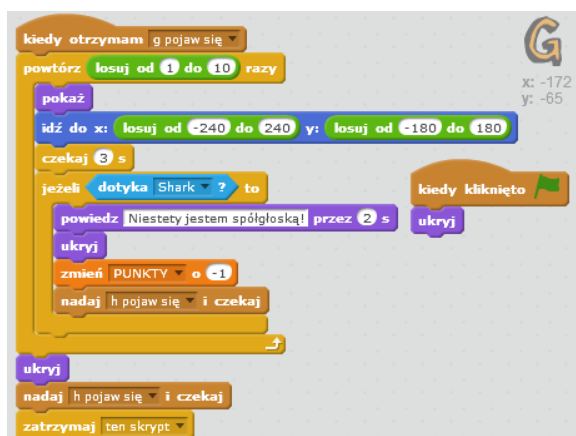 kiedy otrzymam g pojaw się
powtórz losuj od 1 do 10 razy
pokaż
idź do x: losuj od -240 do 240 y: losuj od -180 do 180
czekaj 3 s
jeżeli dotyka Shark ? to
powiedz Niestety jestem spółgłoską! przez 2 s
ukryj
zmień PUNKTY o -1
nadaj h pojaw się i czekaj
ukryj
nadaj h pojaw się i czekaj
zatrzymaj ten skrypt
G
x: -172
y: -65
kiedy kliknięto
ukryj